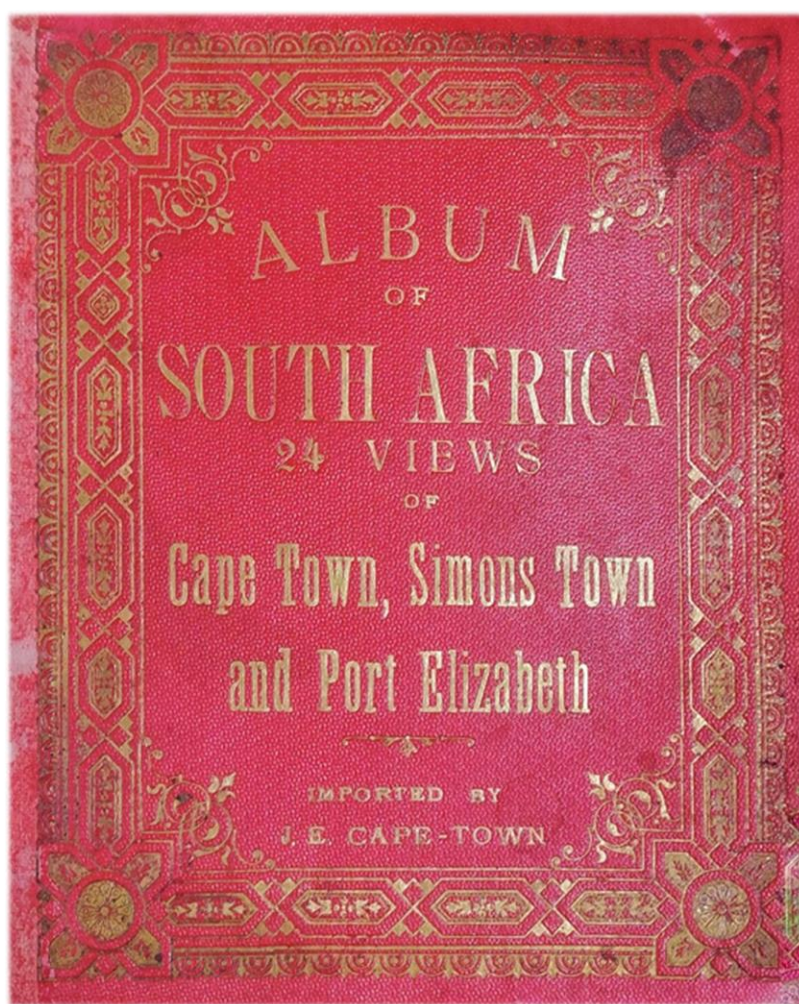 ALBUM
OF
SOUTH AFRICA
24 VIEWS
OF
Cape Town, Simons Town
and Port Elizabeth
IMPORTED BY
J. E. CAPE-TOWN